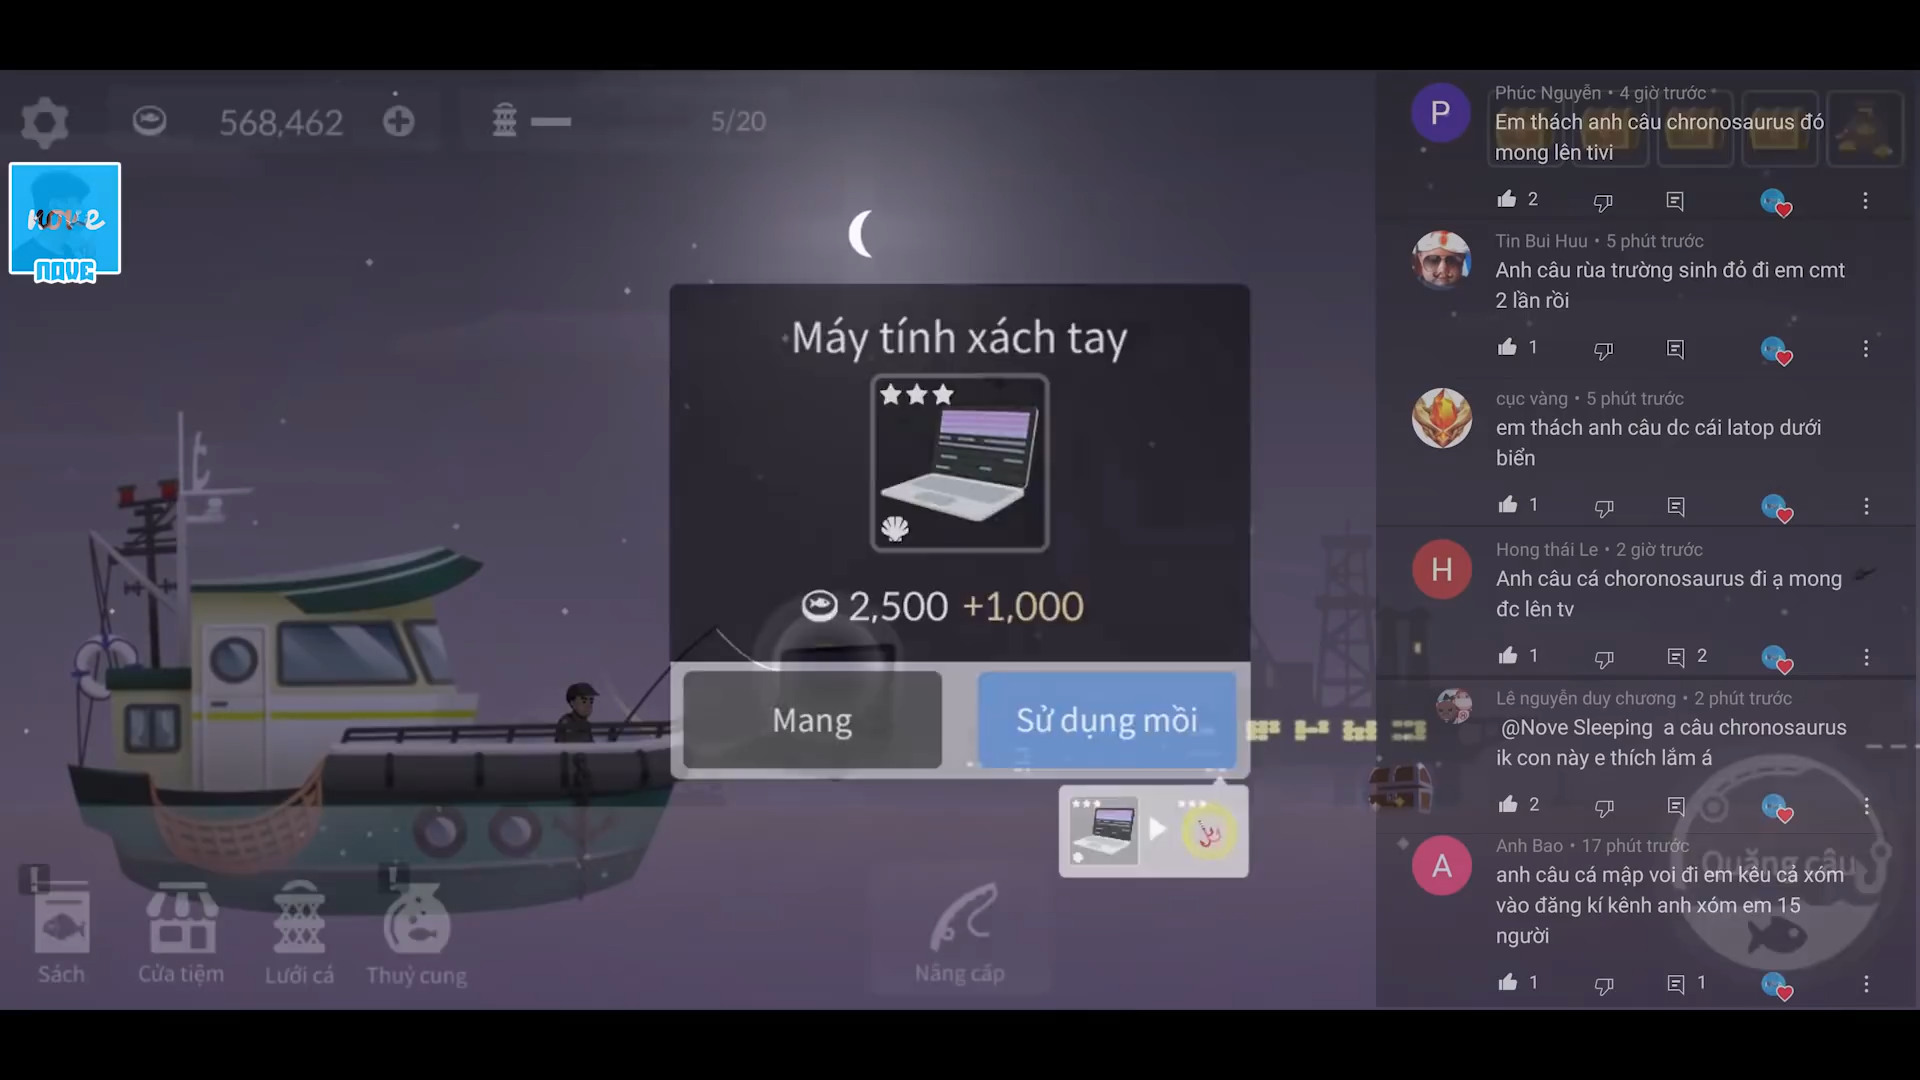 568,462
5/20
nove
NOVE
Máy tính xách tay
2,500 +1,000
Mang
Sử dụng mồi
Sách
Cửa tiệm
Lưới cá
Thuỷ cung
Nâng cấp
Quăng câu
P
Phúc Nguyễn • 4 giờ trước
Em thách anh câu chronosaurus đó
mong lên tivi
2
Tin Bui Huu • 5 phút trước
Anh câu rùa trường sinh đỏ đi em cmt
2 lần rồi
1
cục vàng • 5 phút trước
em thách anh câu dc cái latop dưới
biển
1
H
Hong thái Le • 2 giờ trước
Anh câu cá choronosaurus đi ạ mong
đc lên tv
1
2
Lê nguyễn duy chương • 2 phút trước
@Nove Sleeping a câu chronosaurus
ik con này e thích lắm á
2
A
Anh Bao • 17 phút trước
anh câu cá mập voi đi em kêu cả xóm
vào đăng kí kênh anh xóm em 15
người
1
1